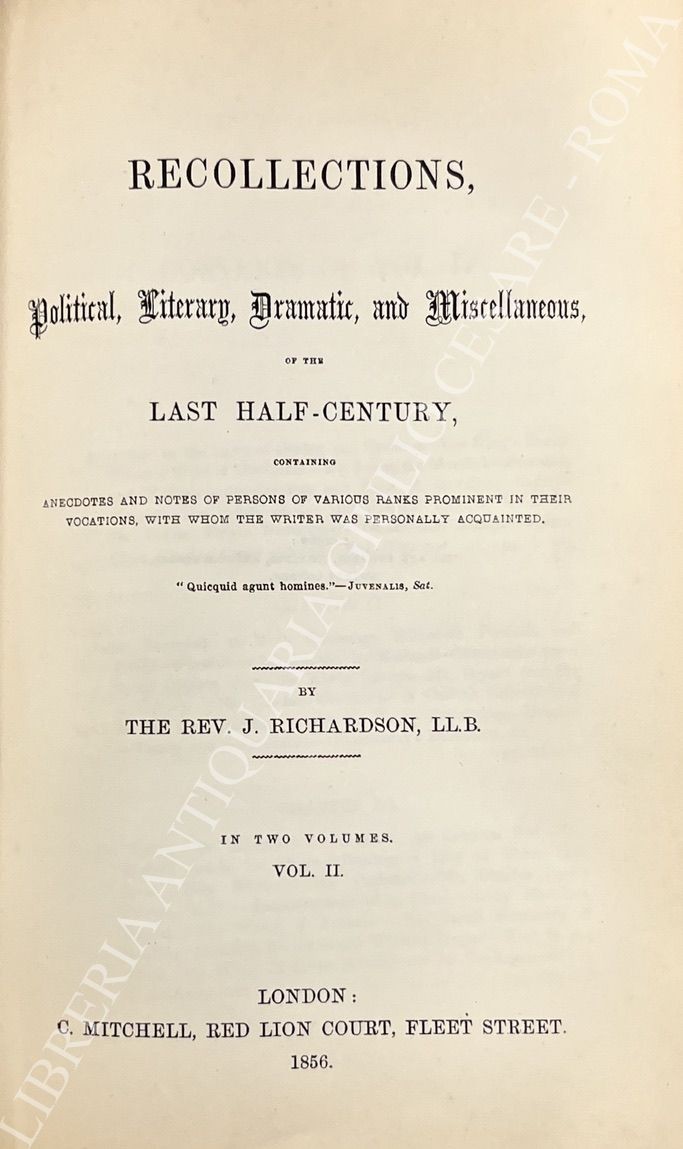 RECOLLECTIONS,
Political, Literary, Dramatic, and Miscellaneous,
OF THE
LAST HALF-CENTURY,
CONTAINING
ANECDOTES AND NOTES OF PERSONS OF VARIOUS RANKS PROMINENT IN THEIR
VOCATIONS, WITH WHOM THE WRITER WAS PERSONALLY ACQUAINTED.
"Quicquid agunt homines."—JUVENALIS, Sat.
BY
THE REV. J. RICHARDSON, LL.B.
IN TWO VOLUMES.
VOL. II.
LONDON:
C. MITCHELL, RED LION COURT, FLEET STREET.
1856.
LIBRERIA ANTIQUARIA GIULIO CESARE - ROMA